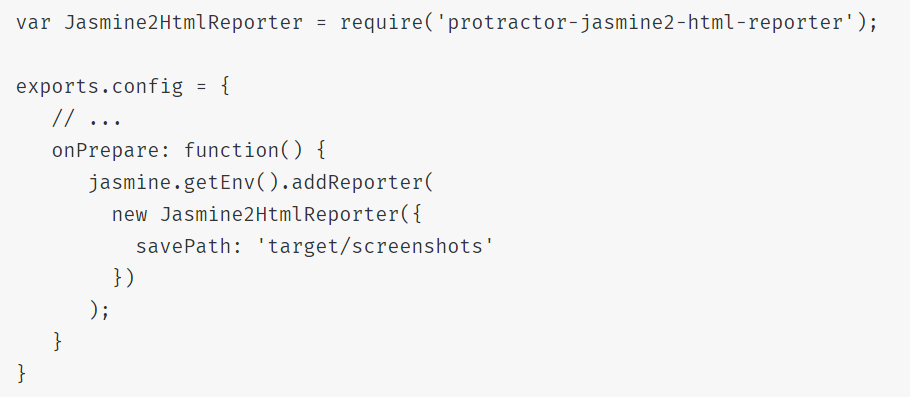 var Jasmine2HtmlReporter = require('protractor-jasmine2-html-reporter');
exports.config = {
// ...
onPrepare: function() {
jasmine.getEnv().addReporter(
new Jasmine2HtmlReporter({
savePath: 'target/screenshots'
})
);
}
}